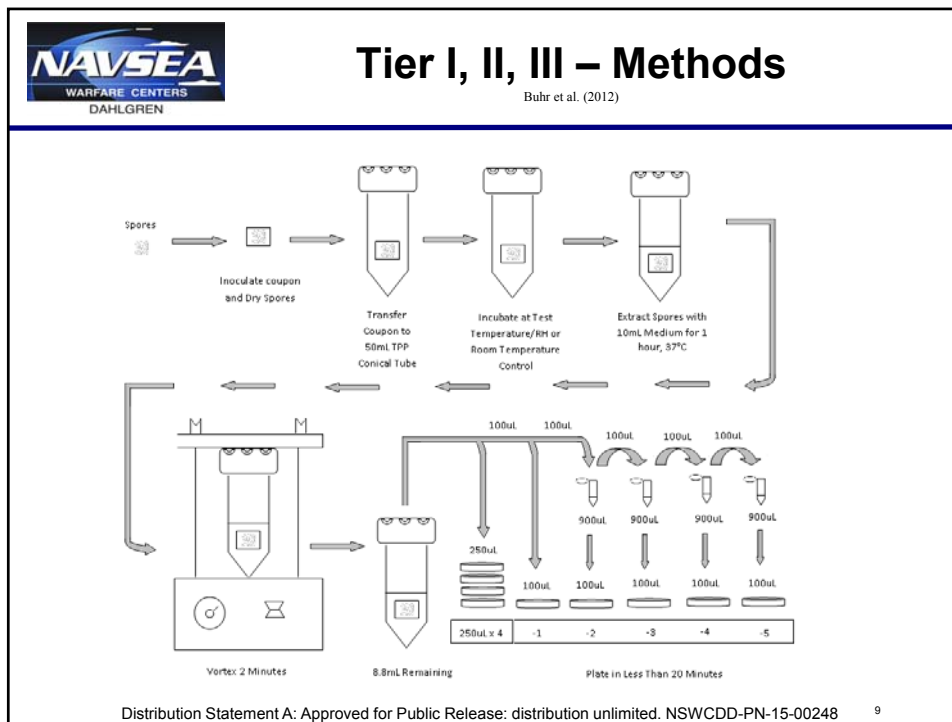 NAVSEA
WARFARE CENTERS
DAHLGREN
Tier I, II, III – Methods
Buhr et al. (2012)
Spores
Inoculate coupon
and Dry Spores
Transfer
Coupon to
50mL TPP
Conical Tube
Incubate at Test
Temperature/RH or
Room Temperature
Control
Extract Spores with
10mL Medium for 1
hour, 37°C
100uL 100uL
100uL 100uL 100uL
900uL 900uL 900uL 900uL
250uL
100uL 100uL 100uL 100uL 100uL
250uL x 4 -1 -2 -3 -4 -5
Vortex 2 Minutes
8.8mL Remaining
Plate in Less Than 20 Minutes
Distribution Statement A: Approved for Public Release: distribution unlimited. NSWCDD-PN-15-00248
9